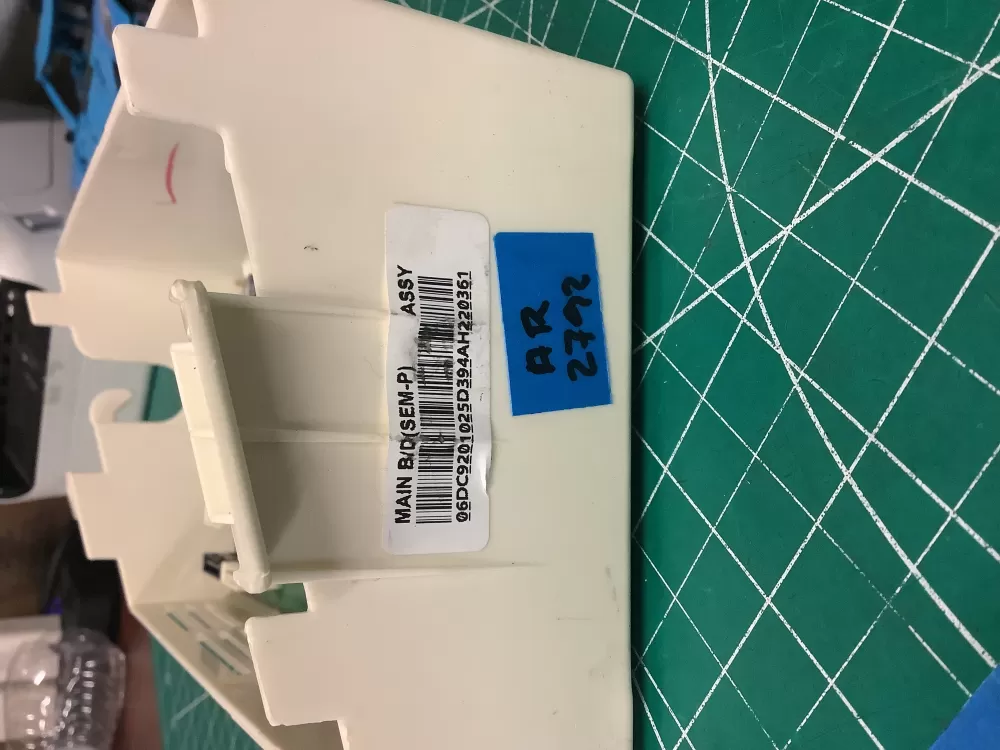 MAIN B/D(SEM-P) ASSY
06DC9201025D394AH220361
AR
2792